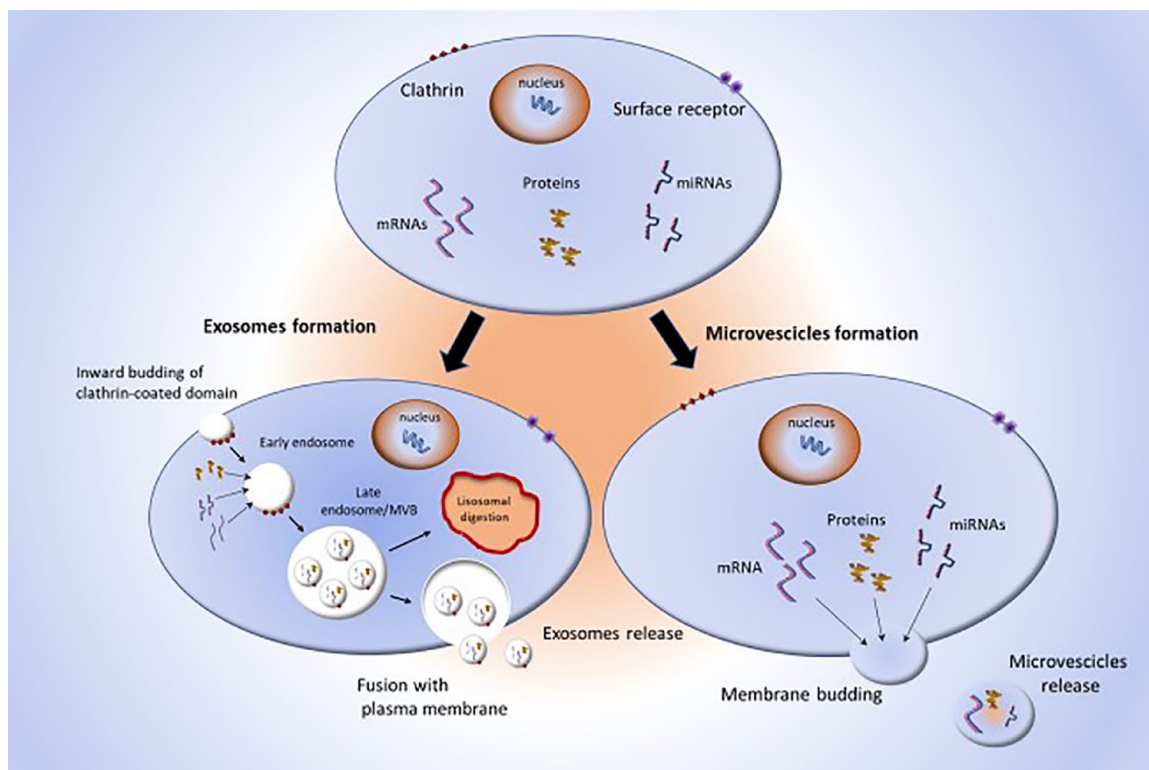 nucleus
Clathrin
Surface receptor
Proteins
miRNAs
mRNAs
Exosomes formation
Microvescicles formation
Inward budding of
clathrin-coated domain
nucleus
Early endosome
Late
endosome/MVB
Lisosomal
digestion
Exosomes release
Fusion with
plasma membrane
nucleus
Proteins
miRNAs
mRNA
Membrane budding
Microvescicles
release